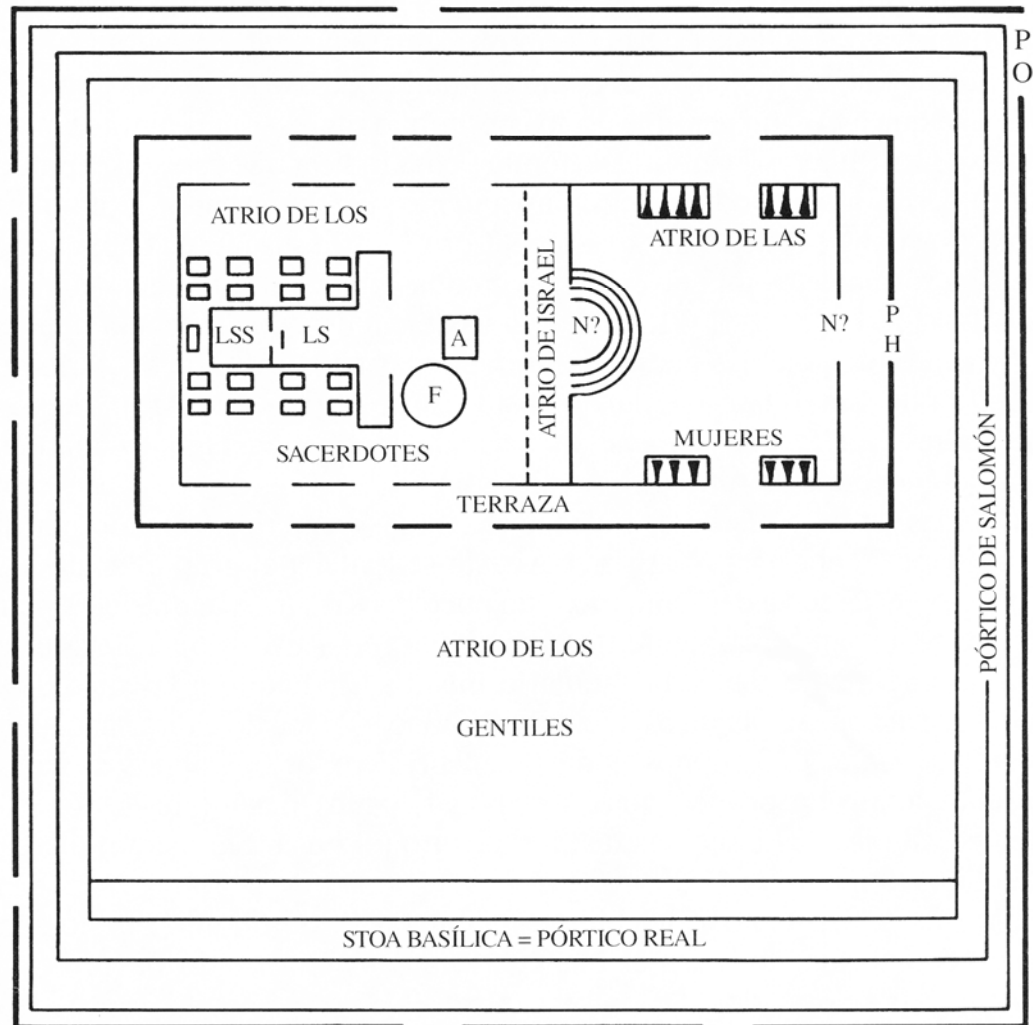 P
O
ATRIO DE LOS
ATRIO DE LAS
LSS
LS
A
F
ATRIO DE ISRAEL
N?
N?
P
H
SACERDOTES
MUJERES
TERRAZA
PÓRTICO DE SALOMÓN
ATRIO DE LOS
GENTILES
STOA BASÍLICA = PÓRTICO REAL